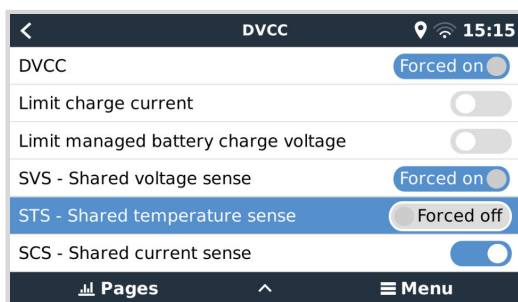 DVCC 15:15
DVCC Forced on
Limit charge current
Limit managed battery charge voltage
SVS - Shared voltage sense Forced on
STS - Shared temperature sense Forced off
SCS - Shared current sense
Pages Menu